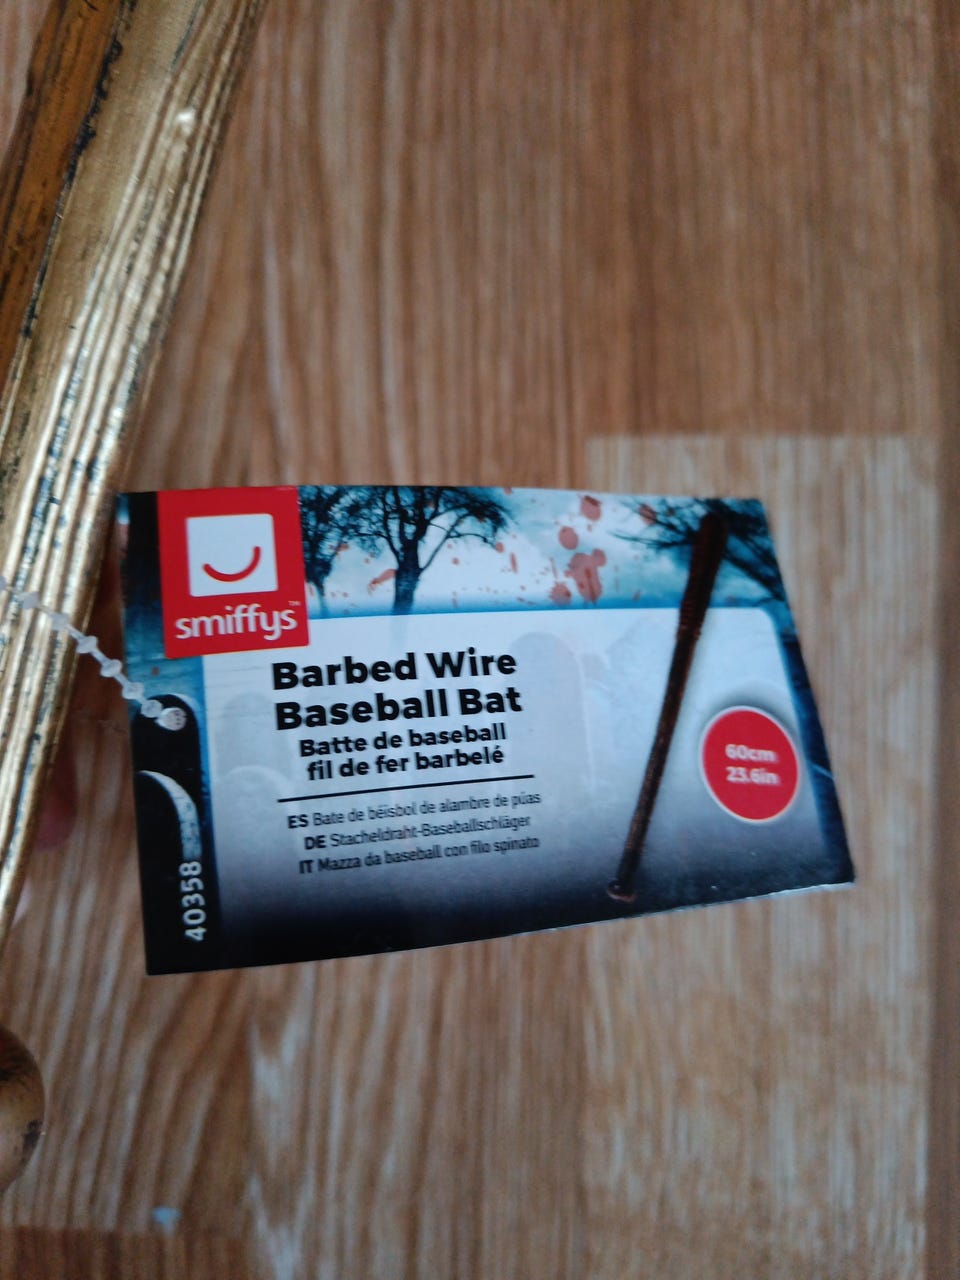 smiffys™
Barbed Wire
Baseball Bat
Batte de baseball
fil de fer barbelé
ES Bate de béisbol de alambre de púas
DE Stacheldraht-Baseballschläger
IT Mazza da baseball con filo spinato
60cm
23.6in
40358